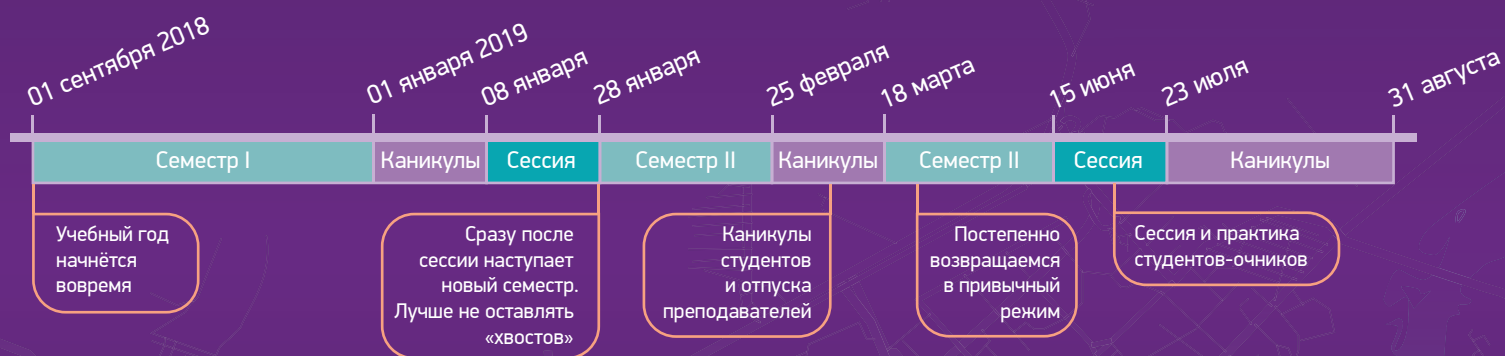 01 сентября 2018
01 января 2019
08 января
28 января
25 февраля
18 марта
15 июня
23 июля
31 августа
Семестр I
Каникулы
Сессия
Семестр II
Каникулы
Семестр II
Сессия
Каникулы
Учебный год
начнётся
вовремя
Сразу после
сессии наступает
новый семестр.
Лучше не оставлять
«хвостов»
Каникулы
студентов
и отпуска
преподавателей
Постепенно
возвращаемся
в привычный
режим
Сессия и практика
студентов-очников